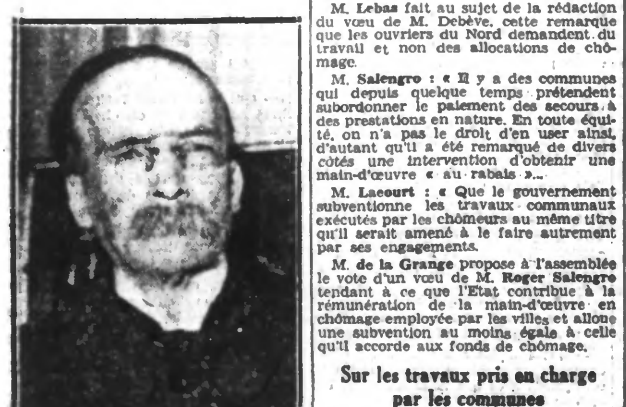 M. Lebas fait au sujet de la rédaction
du vœu de M. Debève, cette remarque
que les ouvriers du Nord demandent du
travail et non des allocations de chô-
mage.
M. Salengro : « Il y a des communes
qui depuis quelque temps prétendent
subordonner le paiement des secours à
des prestations en nature. En toute équi-
té, on n'a pas le droit d'en user ainsi,
d'autant qu'il a été remarqué de divers
côtés une intervention d'obtenir une
main-d'œuvre « au rabais »...
M. Lacourt : « Que le gouvernement
subventionne les travaux communaux
exécutés par les chômeurs au même titre
qu'il serait amené à le faire autrement
par ses engagements.
M. de la Grange propose à l'assemblée
le vote d'un vœu de M. Roger Salengro
tendant à ce que l'Etat contribue à la
rémunération de la main-d'œuvre en
chômage employée par les villes et alloue
une subvention au moins égale à celle
qu'il accorde aux fonds de chômage.
Sur les travaux pris en charge
par les communes